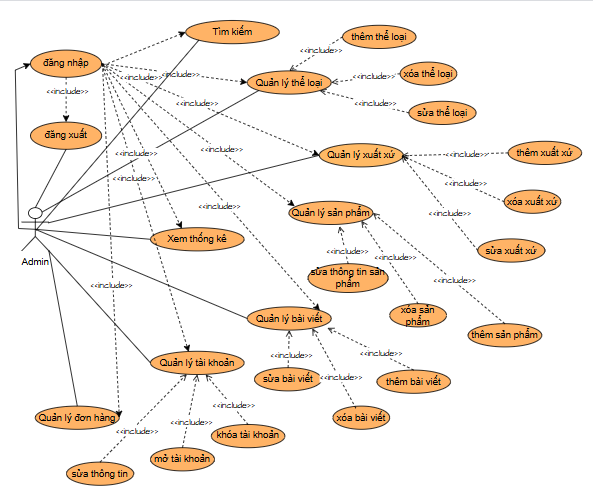 Tìm kiếm
thêm thể loại
<<include>>
đăng nhập
<<include>>
<<include>>
<<include>>
xóa thể loại
Quản lý thể loại
<<include>>
<<include>>
<<include>>
sửa thể loại
đăng xuất
<<include>>
<<include>>
<<include>>
Quản lý xuất xứ
<<include>>
thêm xuất xứ
<<include>>
<<include>>
xóa xuất xứ
<<include>>
Quản lý sản phẩm
<<include>>
Xem thống kê
sửa xuất xứ
Admin
<<include>>
<<include>>
<<include>>
sửa thông tin sản
phẩm
<<include>>
xóa sản
phẩm
Quản lý bài viết
thêm sản phẩm
<<include>>
<<include>>
Quản lý tài khoản
<<include>>
sửa bài viết
<<include>>
thêm bài viết
<<include>>
Quản lý đơn hàng
xóa bài viết
<<include>>
<<include>>
<<include>>
khóa tài khoản
mở tài khoản
sửa thông tin